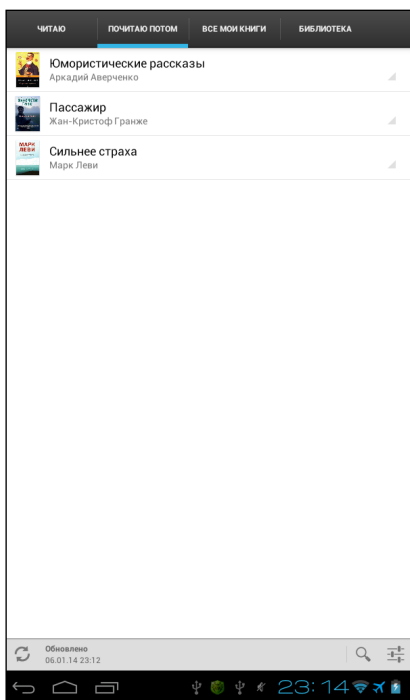 ЧИТАЮ
ПОЧИТАЮ ПОТОМ
ВСЕ МОИ КНИГИ
БИБЛИОТЕКА
Юмористические рассказы
Аркадий Аверченко
Пассажир
Жан-Кристоф Гранже
МАРК
ЛЕВИ
Сильнее страха
Марк Леви
Обновлено
06.01.14 23:12
23:14